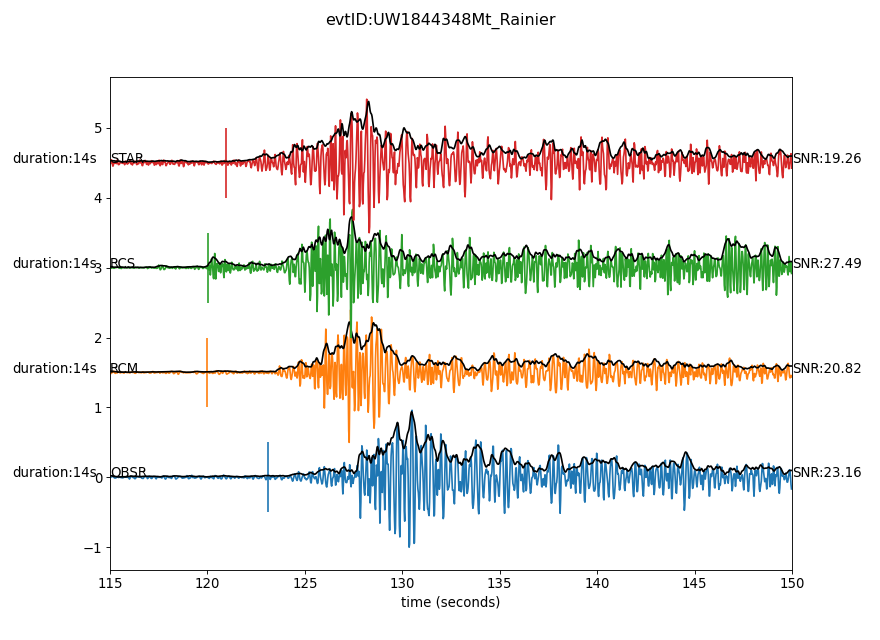 evtID:UW1844348Mt_Rainier
5
duration:14s STAR SNR:19.26
4
duration:14s 3 RCS SNR:27.49
2
duration:14s RCM SNR:20.82
1
duration:14s 0 OBSR SNR:23.16
−1
115 120 125 130 135 140 145 150
time (seconds)